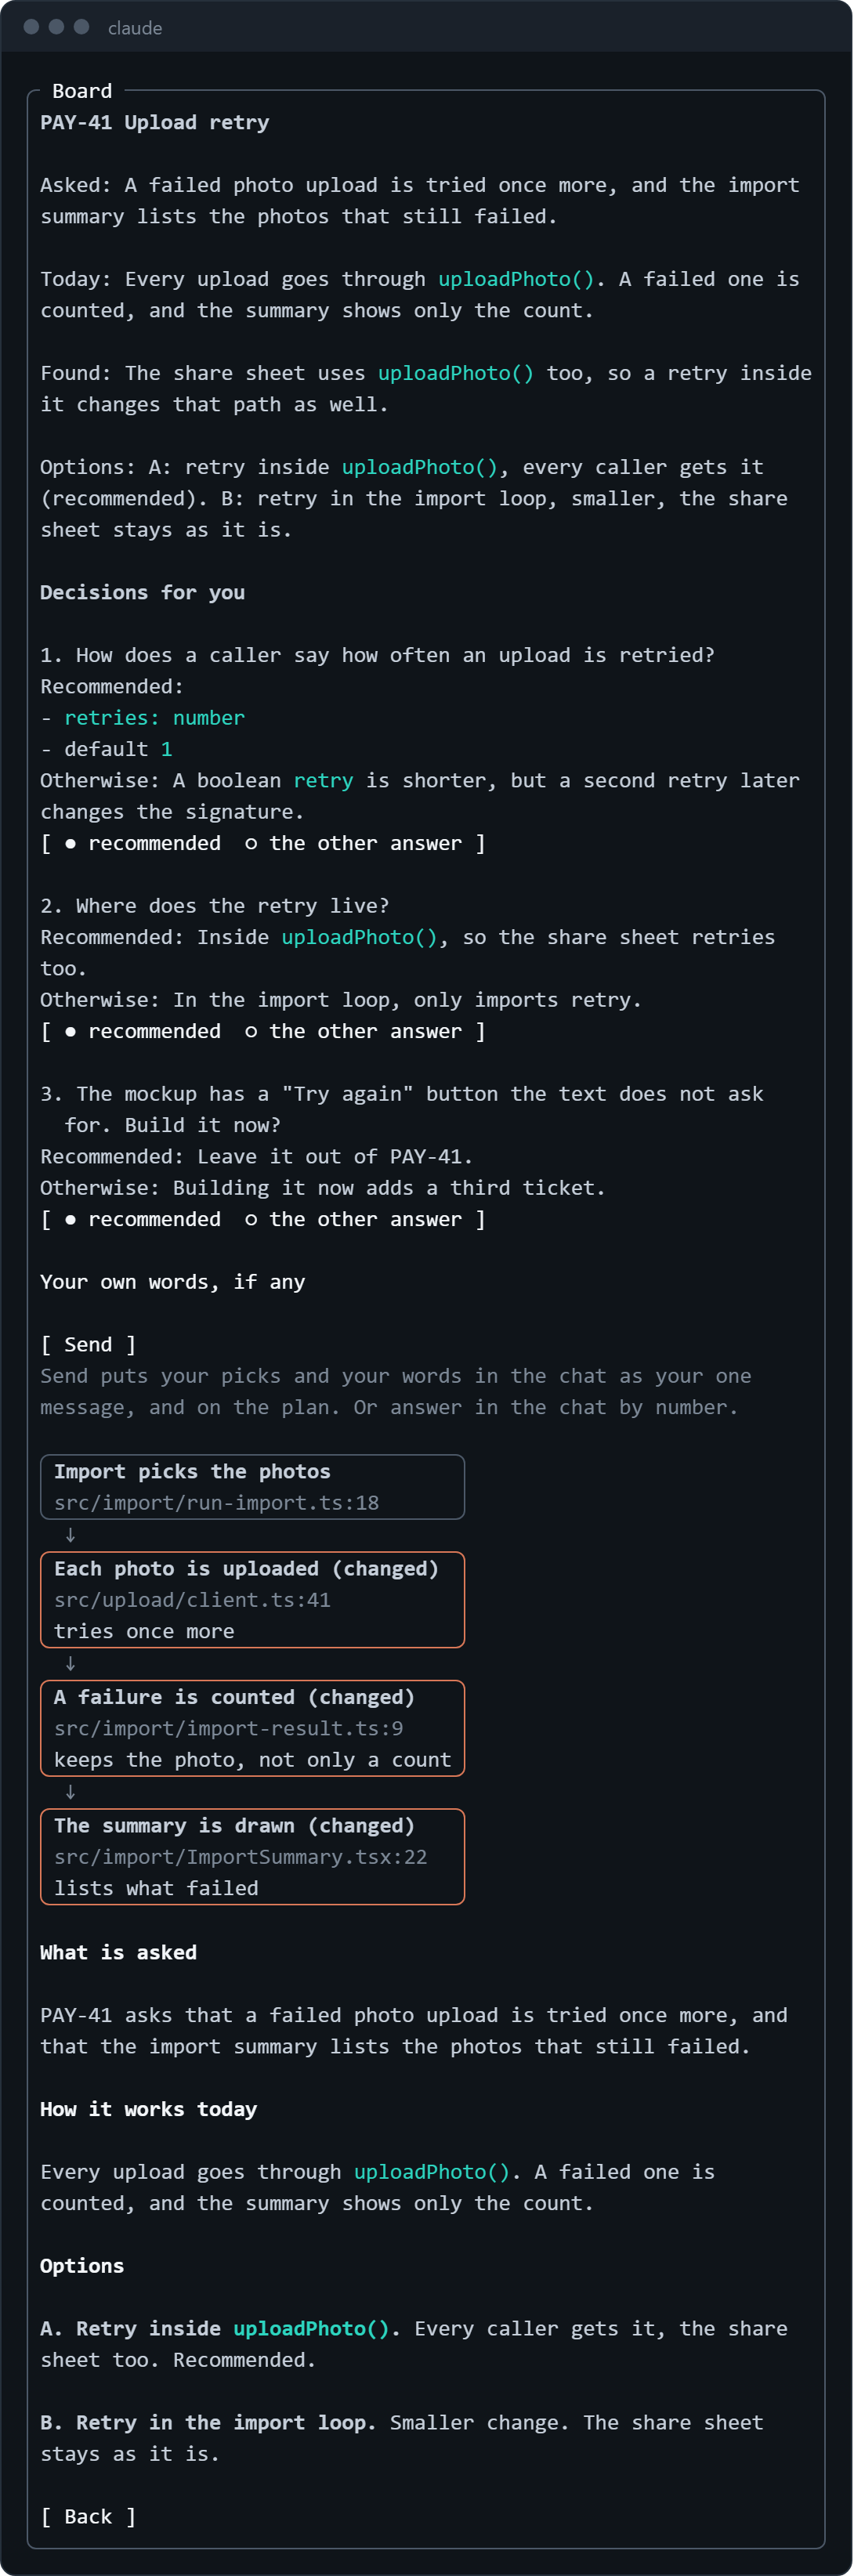 claude
Board
PAY-41 Upload retry
Asked: A failed photo upload is tried once more, and the import
summary lists the photos that still failed.
Today: Every upload goes through uploadPhoto(). A failed one is
counted, and the summary shows only the count.
Found: The share sheet uses uploadPhoto() too, so a retry inside
it changes that path as well.
Options: A: retry inside uploadPhoto(), every caller gets it
(recommended). B: retry in the import loop, smaller, the share
sheet stays as it is.
Decisions for you
1. How does a caller say how often an upload is retried?
Recommended:
- retries: number
- default 1
Otherwise: A boolean retry is shorter, but a second retry later
changes the signature.
[ ● recommended  ○ the other answer ]
2. Where does the retry live?
Recommended: Inside uploadPhoto(), so the share sheet retries
too.
Otherwise: In the import loop, only imports retry.
[ ● recommended  ○ the other answer ]
3. The mockup has a "Try again" button the text does not ask
for. Build it now?
Recommended: Leave it out of PAY-41.
Otherwise: Building it now adds a third ticket.
[ ● recommended  ○ the other answer ]
Your own words, if any
[ Send ]
Send puts your picks and your words in the chat as your one
message, and on the plan. Or answer in the chat by number.
Import picks the photos
src/import/run-import.ts:18
↓
Each photo is uploaded (changed)
src/upload/client.ts:41
tries once more
↓
A failure is counted (changed)
src/import/import-result.ts:9
keeps the photo, not only a count
↓
The summary is drawn (changed)
src/import/ImportSummary.tsx:22
lists what failed
What is asked
PAY-41 asks that a failed photo upload is tried once more, and
that the import summary lists the photos that still failed.
How it works today
Every upload goes through uploadPhoto(). A failed one is
counted, and the summary shows only the count.
Options
A. Retry inside uploadPhoto(). Every caller gets it, the share
sheet too. Recommended.
B. Retry in the import loop. Smaller change. The share sheet
stays as it is.
[ Back ]